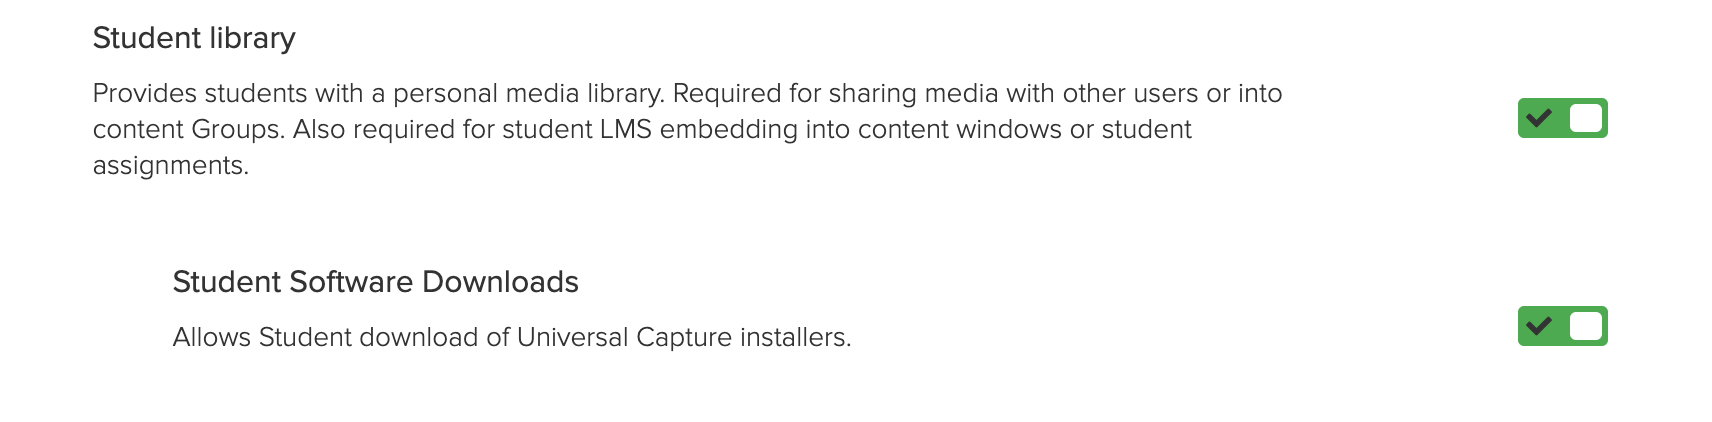 Student library
Provides students with a personal media library. Required for sharing media with other users or into
content Groups. Also required for student LMS embedding into content windows or student
assignments.
Student Software Downloads
Allows Student download of Universal Capture installers.